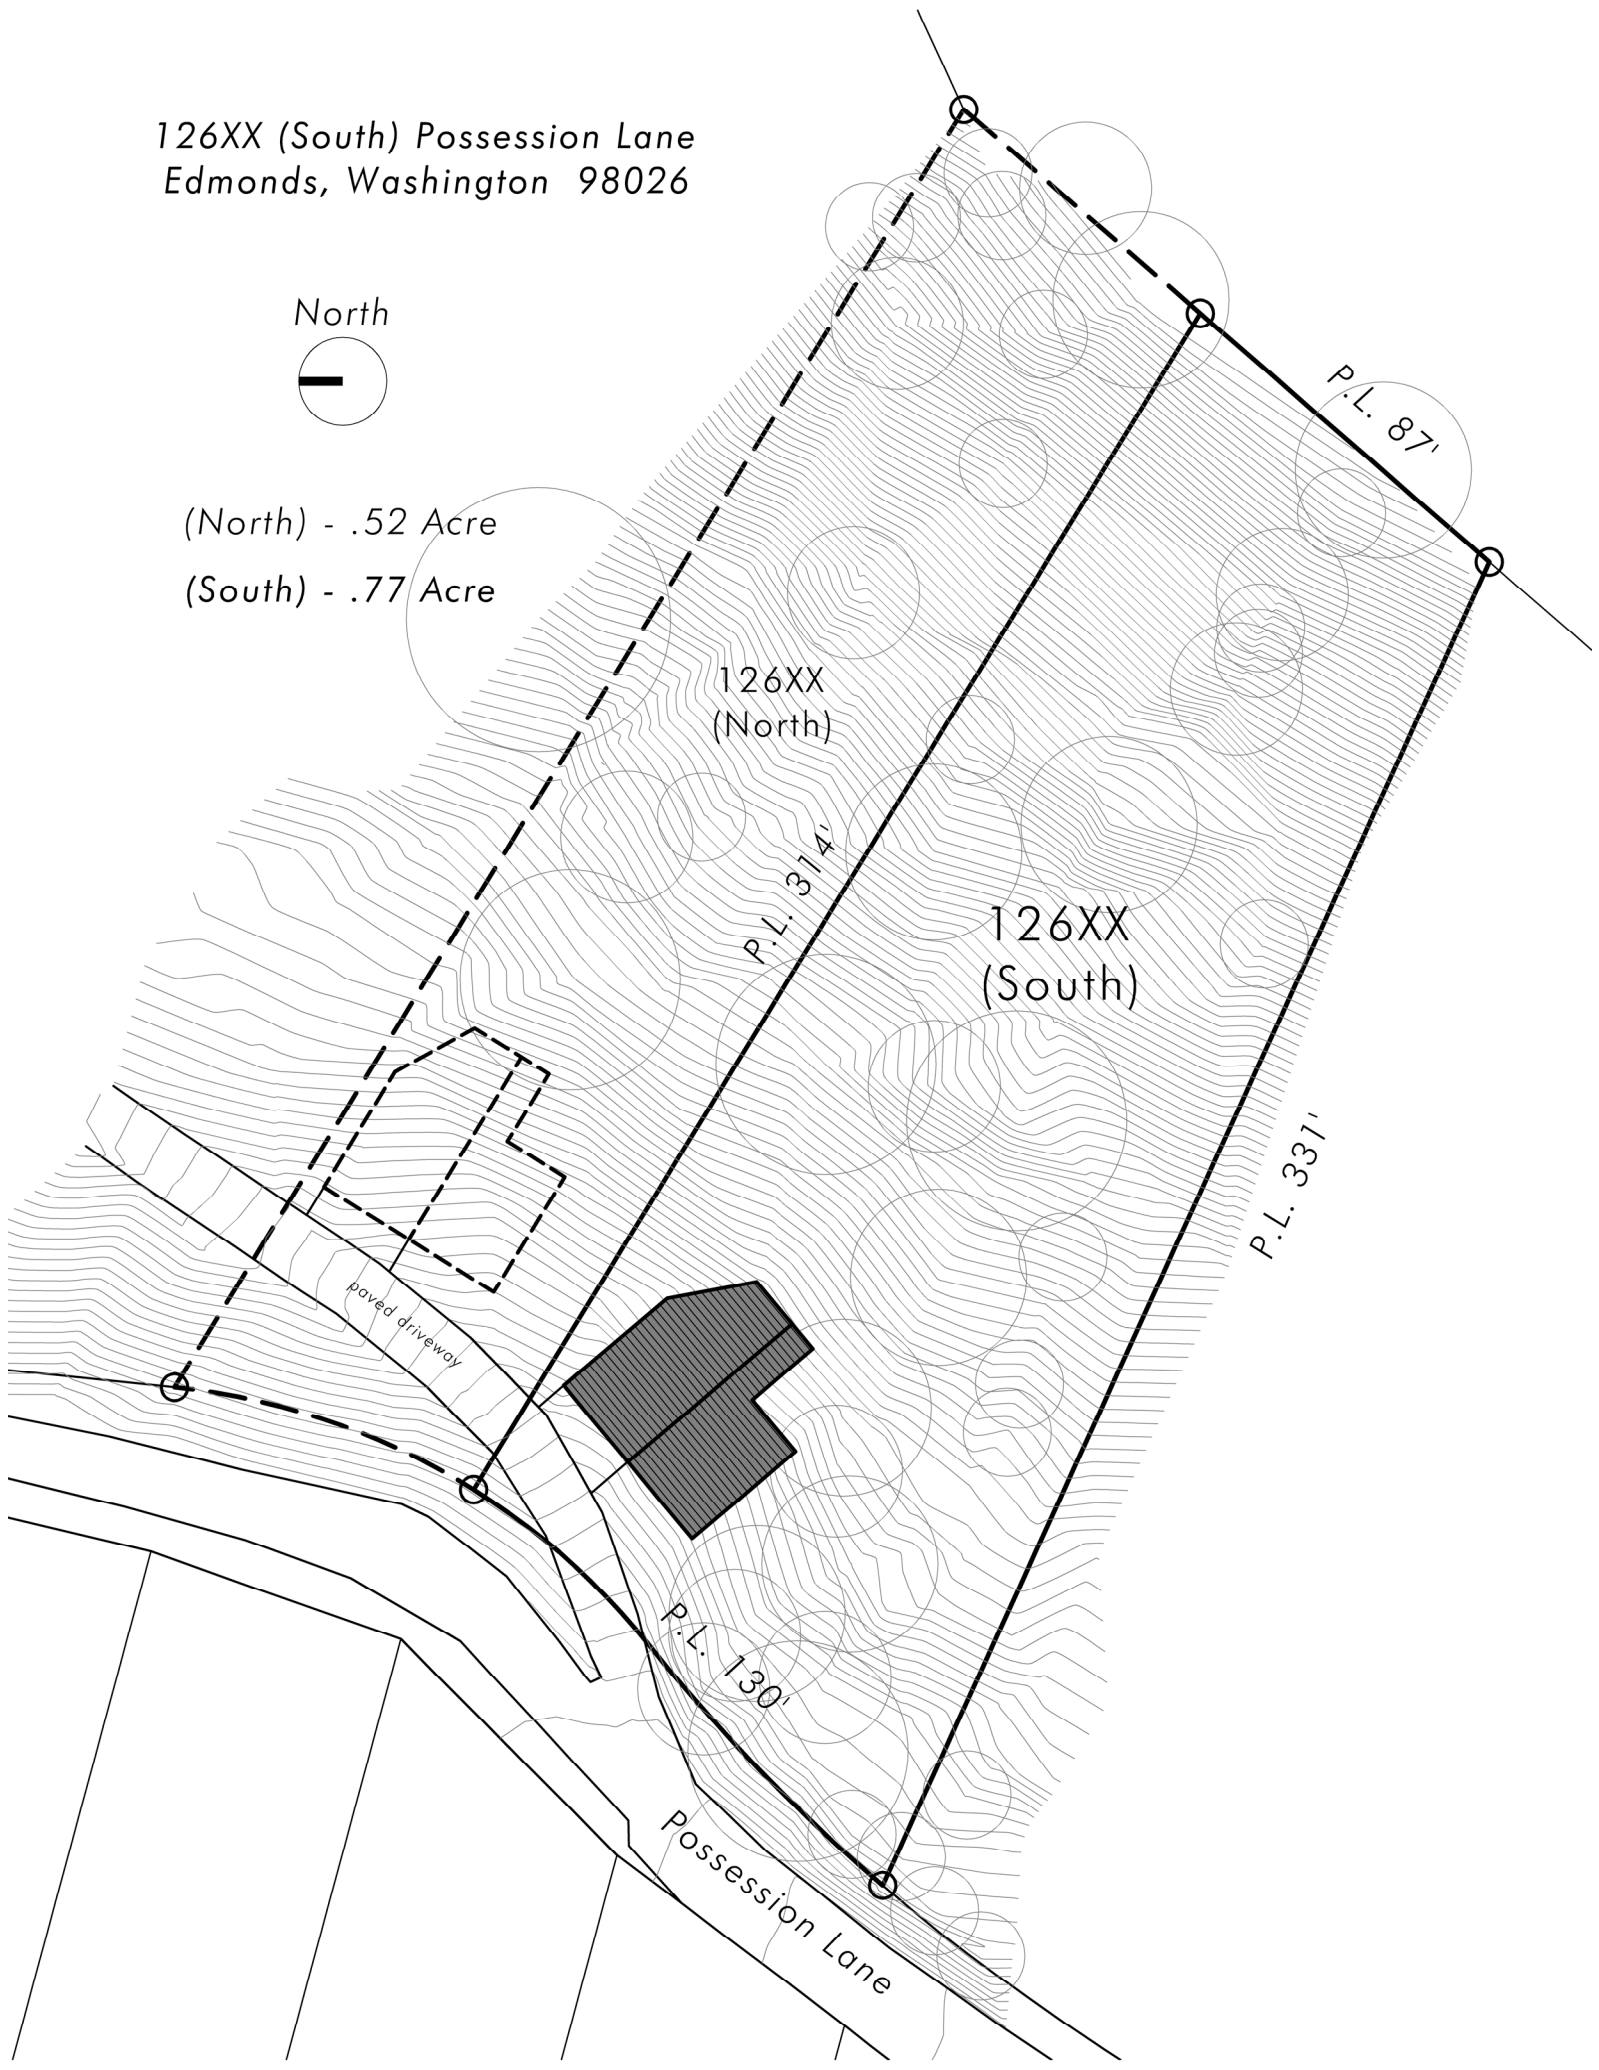 126XX (South) Possession Lane
Edmonds, Washington 98026
North
P.L. 87'
(North) - .52 Acre
(South) - .77 Acre
126XX
(North)
P.L. 314'
126XX
(South)
P.L. 331'
paved driveway
P.L. 130'
Possession Lane